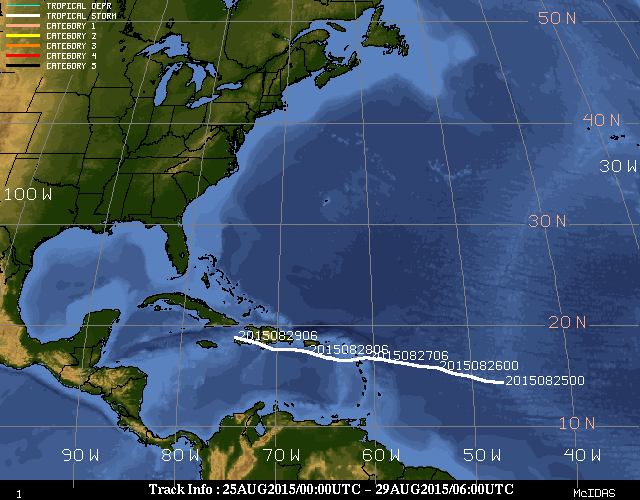 TROPICAL DEPR
TROPICAL STORM
CATEGORY 1
CATEGORY 2
CATEGORY 3
CATEGORY 4
CATEGORY 5
50 N
40 N
30 W
100 W
30 N
20 N
2015082906
2015082806
2015082706
2015082600
2015082500
10 N
90 W
80 W
70 W
60 W
50 W
40 W
1
Track Info : 25AUG2015/00:00UTC – 29AUG2015/06:00UTC
McIDAS